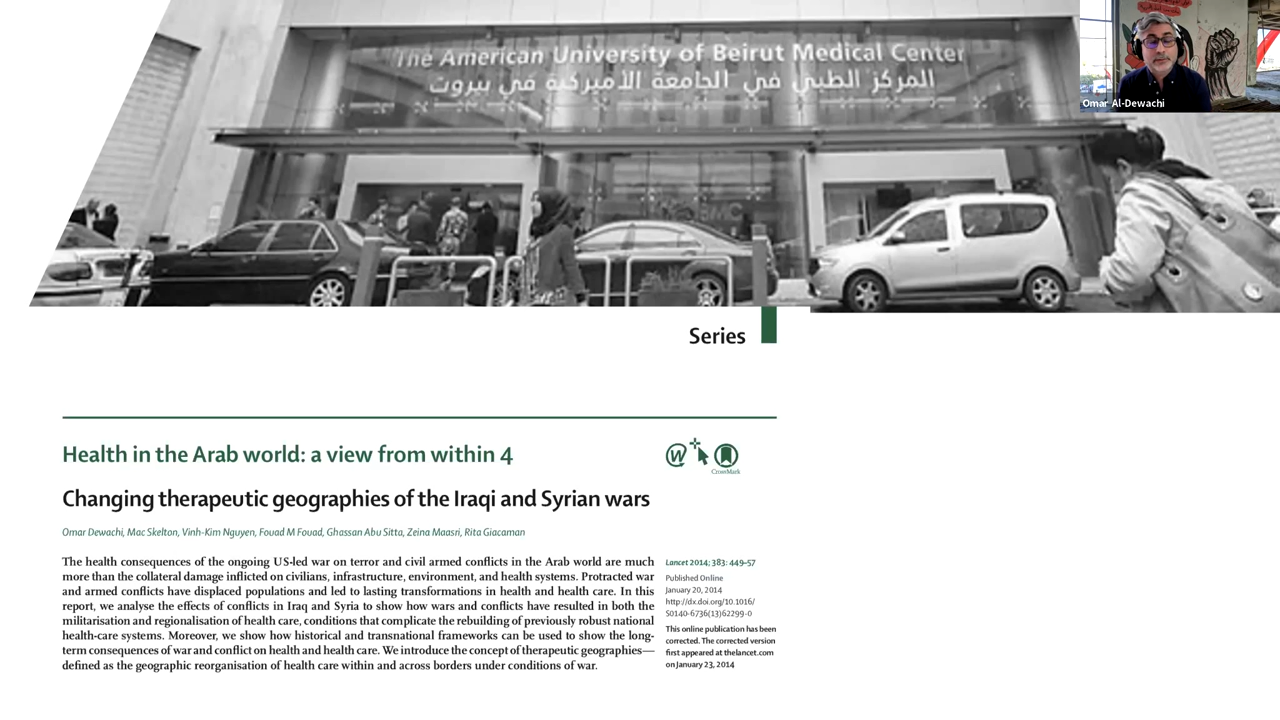 The American University of Beirut Medical Center
المركز الطبي في الجامعة الأميركية في بيروت
Omar Al-Dewachi
Series
Health in the Arab world: a view from within 4
CrossMark
Changing therapeutic geographies of the Iraqi and Syrian wars
Omar Dewachi, Mac Skelton, Vinh-Kim Nguyen, Fouad M Fouad, Ghassan Abu Sitta, Zeina Maasri, Rita Giacaman
The health consequences of the ongoing US-led war on terror and civil armed conflicts in the Arab world are much
more than the collateral damage inflicted on civilians, infrastructure, environment, and health systems. Protracted war
and armed conflicts have displaced populations and led to lasting transformations in health and health care. In this
report, we analyse the effects of conflicts in Iraq and Syria to show how wars and conflicts have resulted in both the
militarisation and regionalisation of health care, conditions that complicate the rebuilding of previously robust national
health-care systems. Moreover, we show how historical and transnational frameworks can be used to show the long-
term consequences of war and conflict on health and health care. We introduce the concept of therapeutic geographies—
defined as the geographic reorganisation of health care within and across borders under conditions of war.
Lancet 2014; 383: 449–57
Published Online
January 20, 2014
http://dx.doi.org/10.1016/
S0140-6736(13)62299-0
This online publication has been
corrected. The corrected version
first appeared at thelancet.com
on January 23, 2014